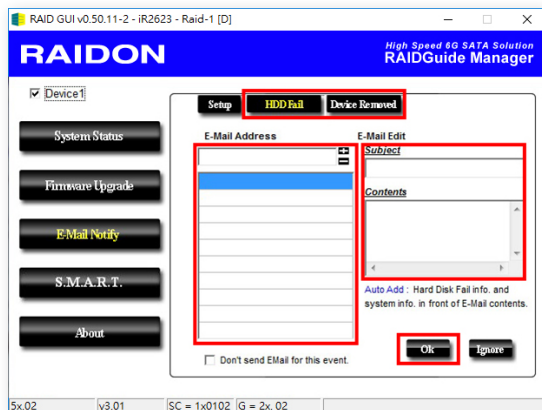 RAID GUI v0.50.11-2 - iR2623 - Raid-1 [D]
RAIDON
High Speed 6G SATA Solution
RAIDGuide Manager
Device1
Setup
HDD Fail
Device Removed
System Status
Firmware Upgrade
E-Mail Notify
S.M.A.R.T.
About
E-Mail Address
Don't send EMail for this event.
E-Mail Edit
Subject
Contents
Auto Add : Hard Disk Fail info. and
system info. in front of E-Mail contents.
Ok
Ignore
5x.02
v3.01
SC = 1x0102
G = 2x. 02